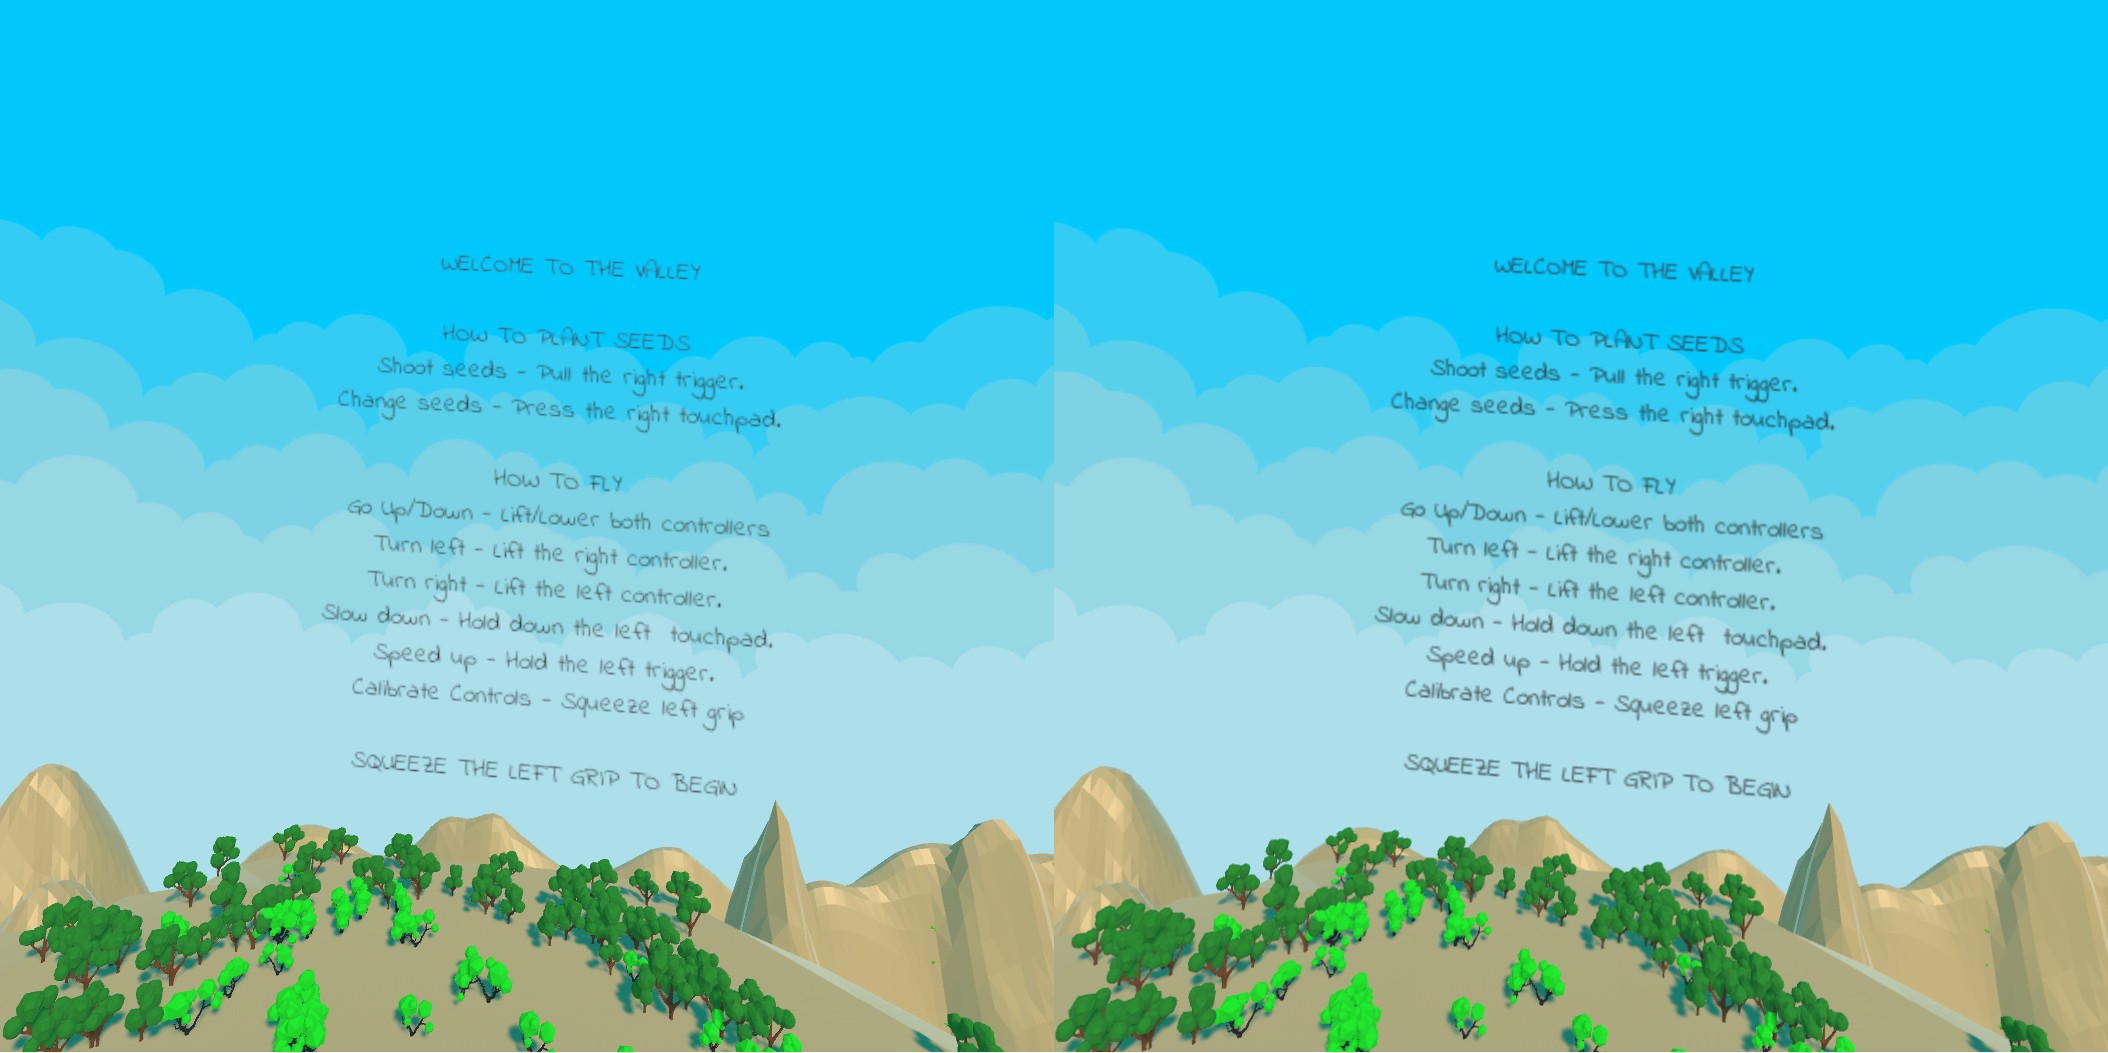 WELCOME TO THE VALLEY
HOW TO PLANT SEEDS
Shoot seeds - Pull the right trigger.
Change seeds - Press the right touchpad.
HOW TO FLY
Go Up/Down - Lift/Lower both controllers
Turn left - Lift the right controller.
Turn right - Lift the left controller.
Slow down - Hold down the left touchpad.
Speed up - Hold the left trigger.
Calibrate Controls - Squeeze left grip
SQUEEZE THE LEFT GRIP TO BEGIN
WELCOME TO THE VALLEY
HOW TO PLANT SEEDS
Shoot seeds - Pull the right trigger.
Change seeds - Press the right touchpad.
HOW TO FLY
Go Up/Down - Lift/Lower both controllers
Turn left - Lift the right controller.
Turn right - Lift the left controller.
Slow down - Hold down the left touchpad.
Speed up - Hold the left trigger.
Calibrate Controls - Squeeze left grip
SQUEEZE THE LEFT GRIP TO BEGIN